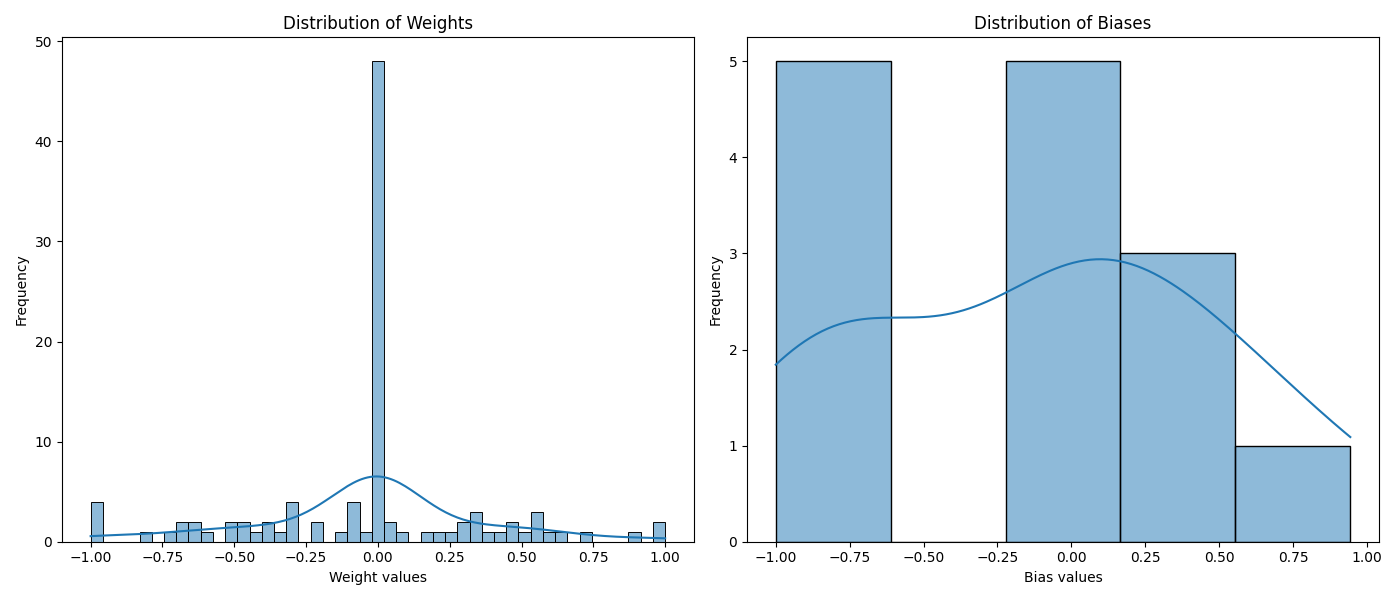 Distribution of Weights
50
40
30
20
10
0
Frequency
−1.00 −0.75 −0.50 −0.25 0.00 0.25 0.50 0.75 1.00
Weight values
Distribution of Biases
5
4
3
2
1
0
Frequency
−1.00 −0.75 −0.50 −0.25 0.00 0.25 0.50 0.75 1.00
Bias values